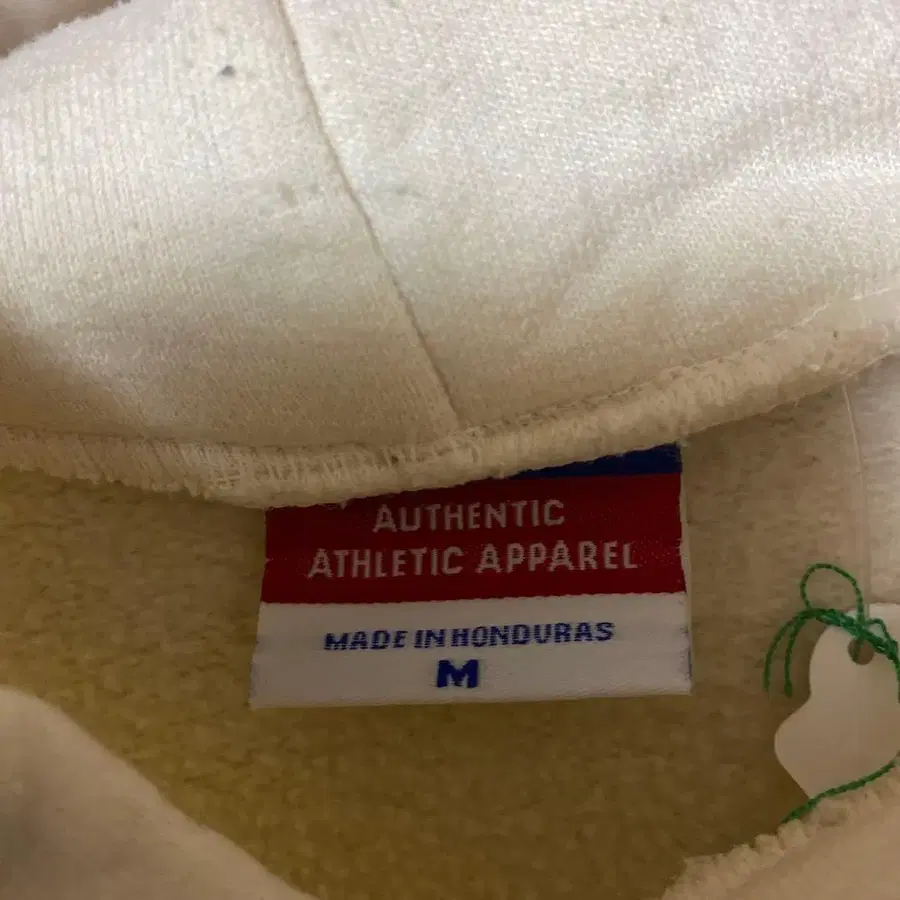 AUTHENTIC
ATHLETIC APPAREL
MADE IN HONDURAS
M